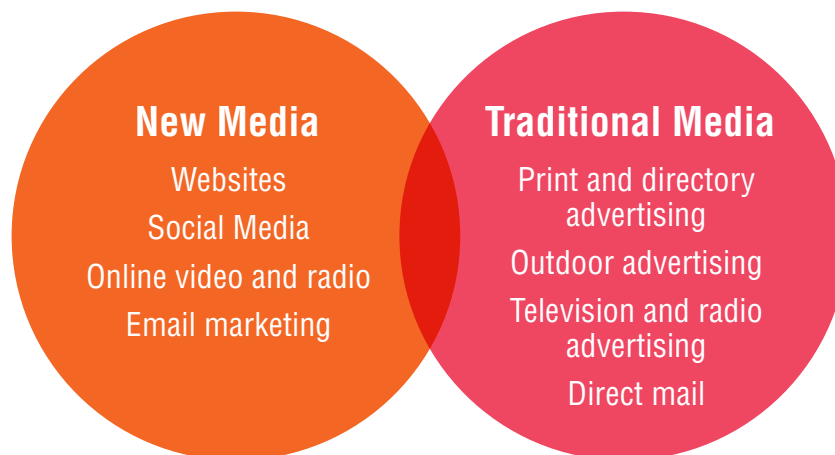 New Media
Websites
Social Media
Online video and radio
Email marketing
Traditional Media
Print and directory
advertising
Outdoor advertising
Television and radio
advertising
Direct mail